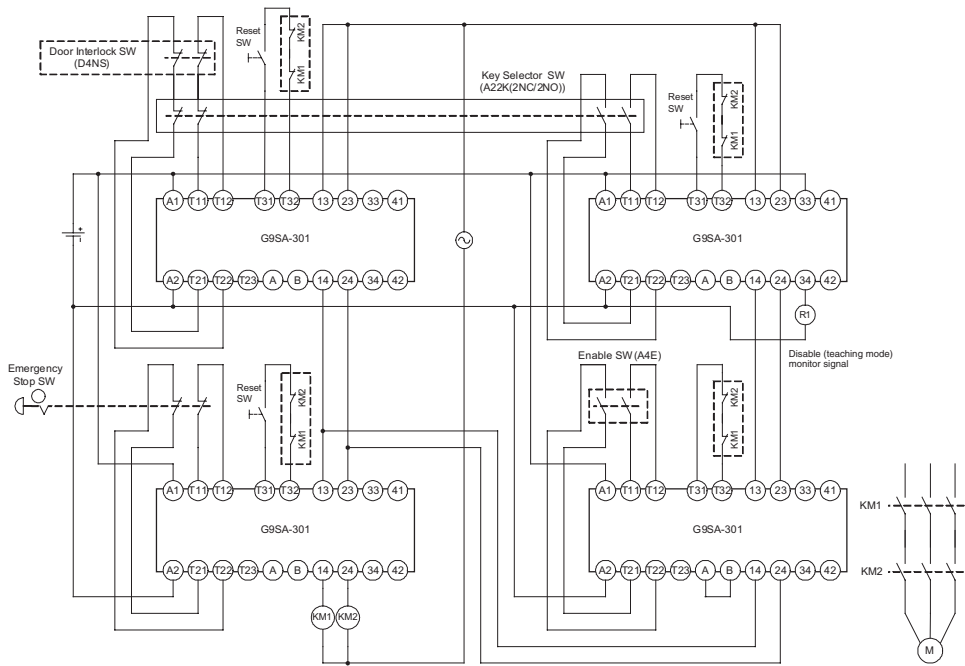 KM2
Reset
SW
KM1
Door Interlock SW
(D4NS)
Key Selector SW
(A22K(2NC/2NO))
KM2
Reset
SW
KM1
A1 T11 T12 T31 T32 13 23 33 41
G9SA-301
A2 T21 T22 T23 A B 14 24 34 42
A1 T11 T12 T31 T32 13 23 33 41
G9SA-301
A2 T21 T22 T23 A B 14 24 34 42
+
-
R1
Disable (teaching mode)
monitor signal
Emergency
Stop SW
Reset
SW
KM2
KM1
Enable SW (A4E)
KM2
KM1
A1 T11 T12 T31 T32 13 23 33 41
G9SA-301
A2 T21 T22 T23 A B 14 24 34 42
KM1 KM2
A1 T11 T12 T31 T32 13 23 33 41
G9SA-301
A2 T21 T22 T23 A B 14 24 34 42
KM1
KM2
M